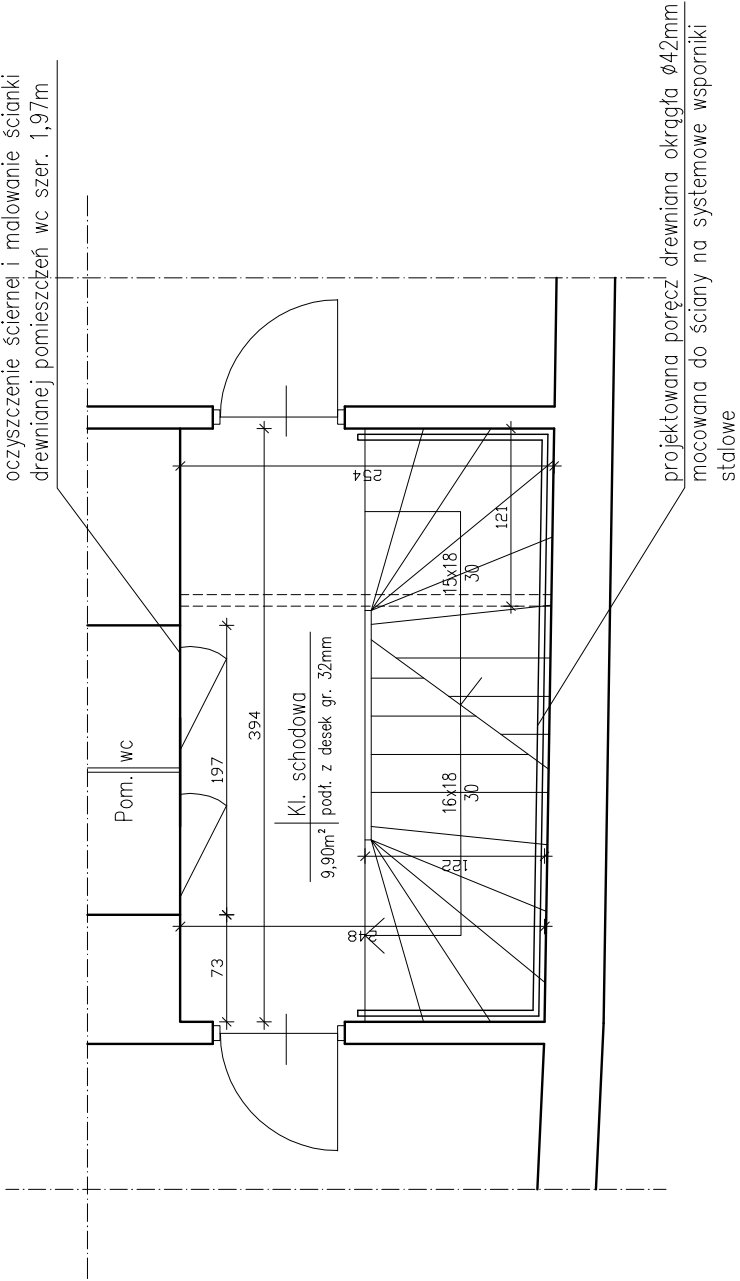 oczyszczenie ścierne i malowanie ścianki
drewnianej pomieszczeń wc szer. 1,97m
Pom. wc
73
197
394
Kl. schodowa
9,90m² podł. z desek gr. 32mm
254
248
122
121
16x18
30
15x18
30
projektowana poręcz drewniana okrągła ø42mm
mocowana do ściany na systemowe wsporniki
stalowe